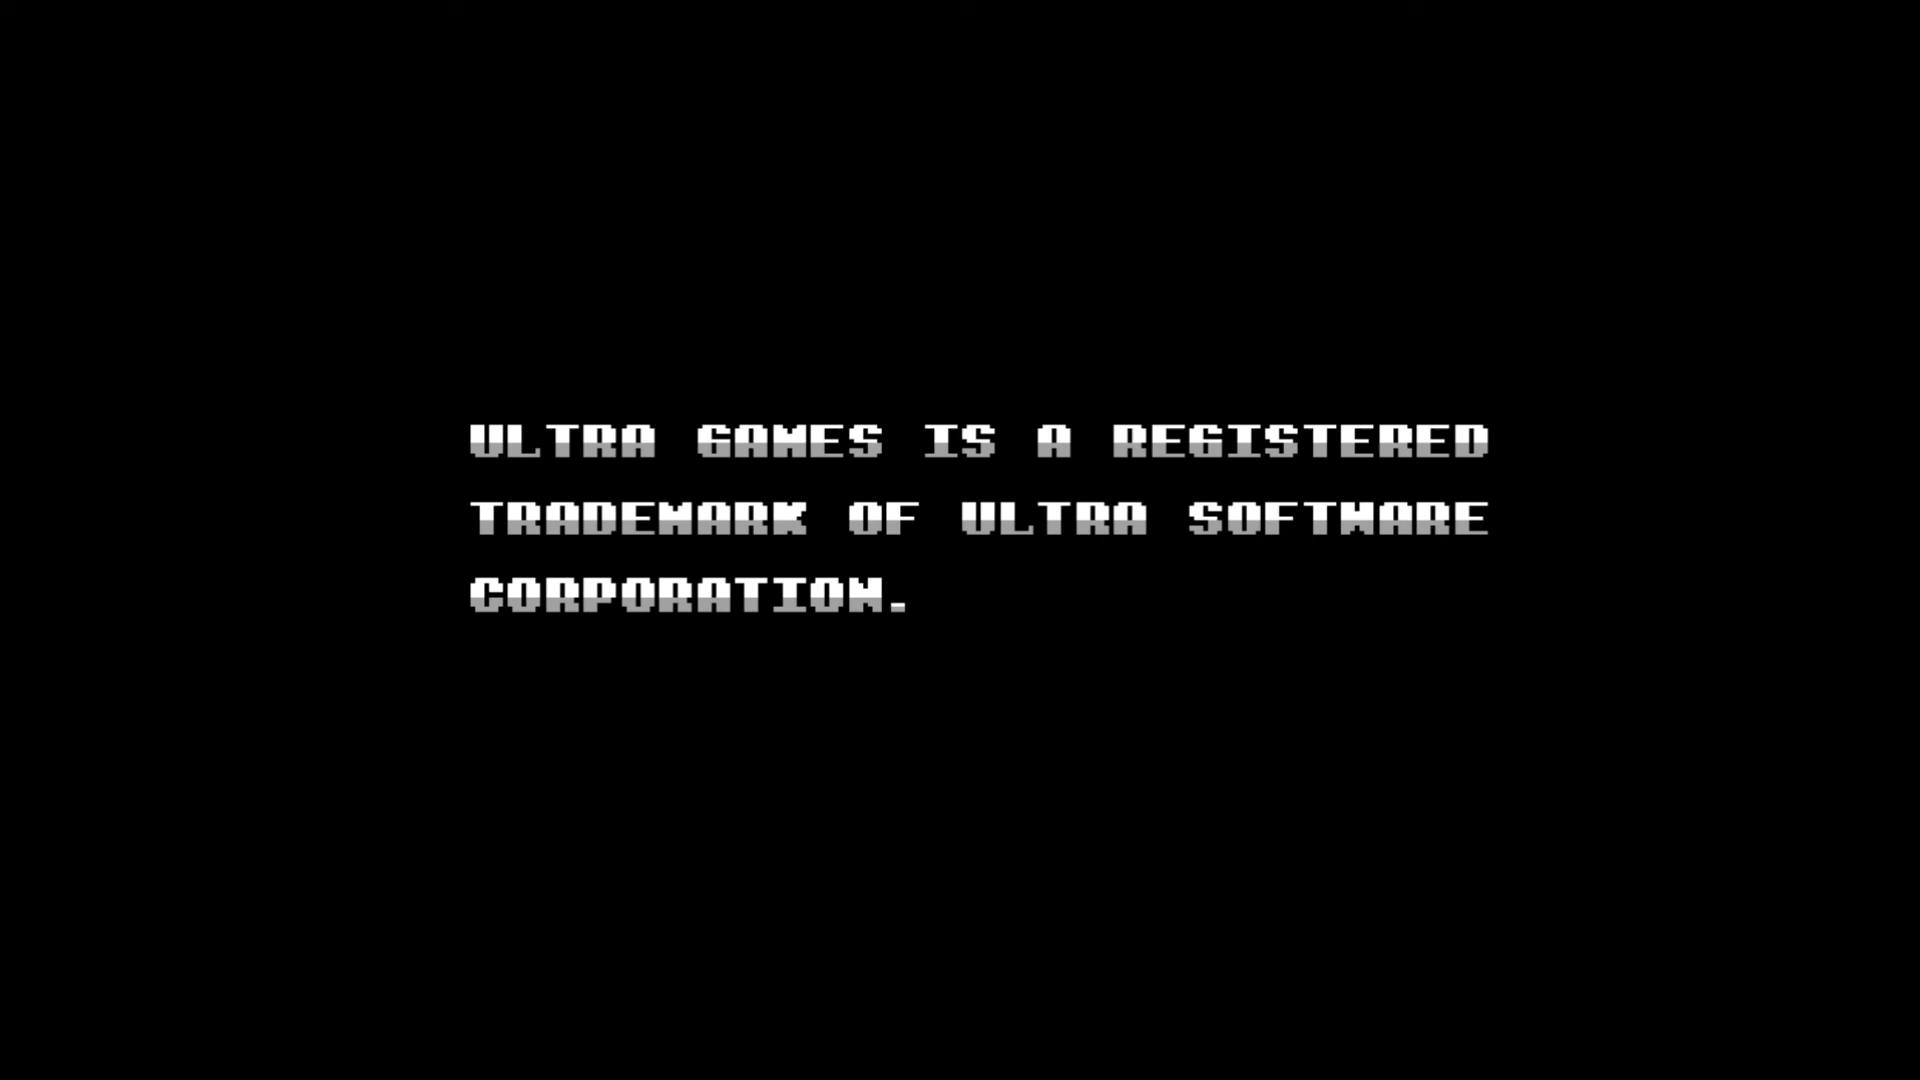 ULTRA GAMES IS A REGISTERED
TRADEMARK OF ULTRA SOFTWARE
CORPORATION.